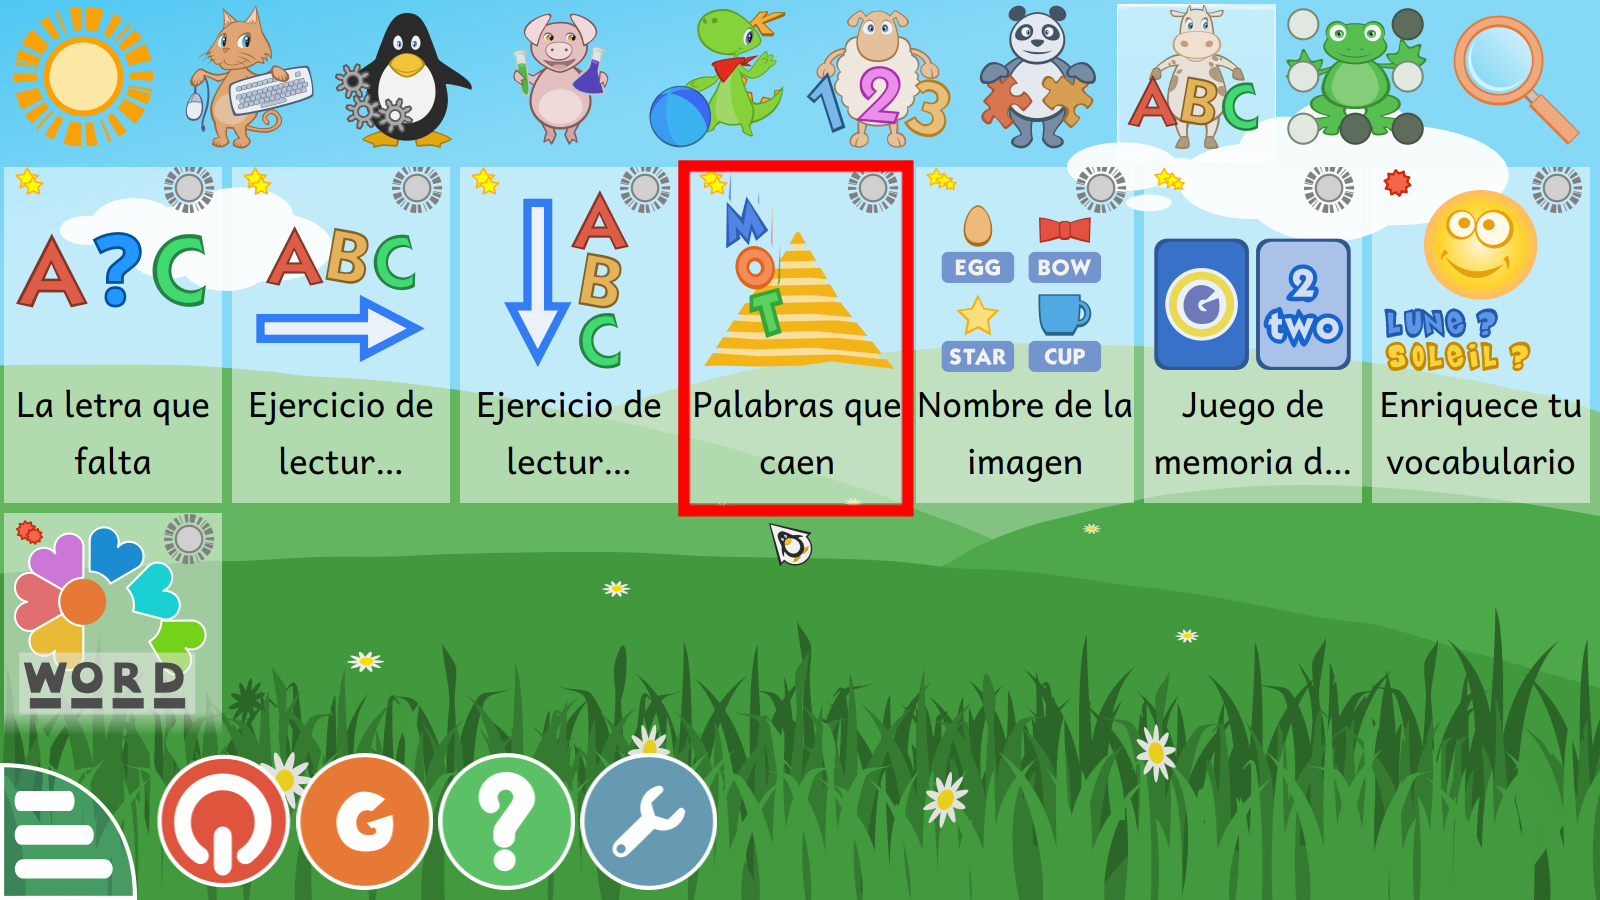 1 2 3
A B C
A ? C
A B C
A
B
C
M
O
T
EGG
BOW
STAR
CUP
G
2
two
LUNE ?
SOLEIL ?
La letra que
falta
Ejercicio de
lectur...
Ejercicio de
lectur...
Palabras que
caen
Nombre de la
imagen
Juego de
memoria d...
Enriquece tu
vocabulario
WORD
G
?